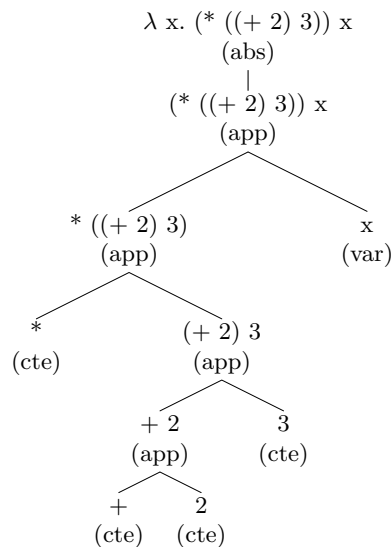 λ x. (* ((+ 2) 3)) x
(abs)
(* ((+ 2) 3)) x
(app)
* ((+ 2) 3) x
(app) (var)
* (+ 2) 3
(cte) (app)
+ 2 3
(app) (cte)
+ 2
(cte) (cte)